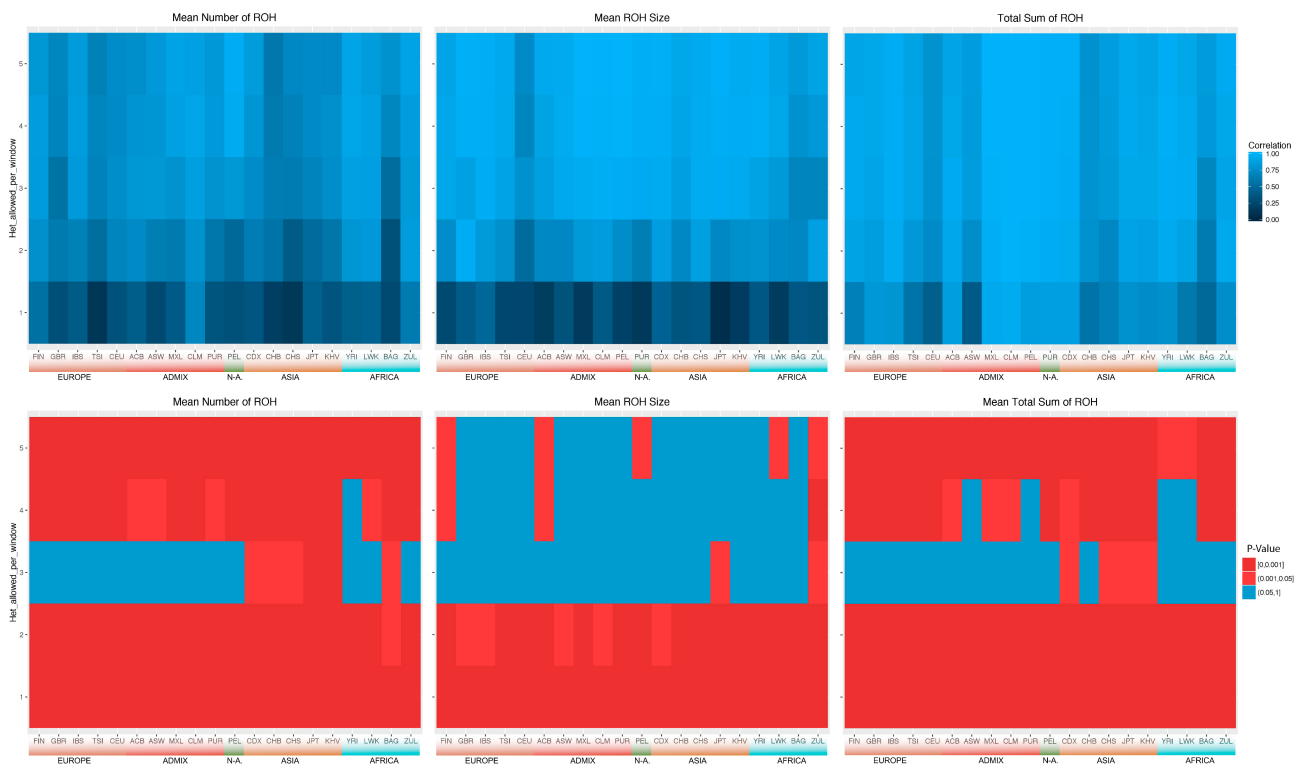 Mean Number of ROH
Mean ROH Size
Total Sum of ROH
Het_allowed_per_window
5
4
3
2
1
FIN GBR IBS TSI CEU ACB ASW MXL CLM PUR PEL CDX CHB CHS JPT KHV YRI LWK BAG ZUL
EUROPE ADMIX N-A. ASIA AFRICA
FIN GBR IBS TSI CEU ACB ASW MXL CLM PEL PUR CDX CHB CHS JPT KHV YRI LWK BAG ZUL
EUROPE ADMIX N-A. ASIA AFRICA
FIN GBR IBS TSI CEU ACB ASW MXL CLM PEL PUR CDX CHB CHS JPT KHV YRI LWK BAG ZUL
EUROPE ADMIX N-A. ASIA AFRICA
Correlation
1.00
0.75
0.50
0.25
0.00
Mean Number of ROH
Mean ROH Size
Mean Total Sum of ROH
Het_allowed_per_window
5
4
3
2
1
FIN GBR IBS TSI CEU ACB ASW MXL CLM PUR PEL CDX CHB CHS JPT KHV YRI LWK BAG ZUL
EUROPE ADMIX N-A. ASIA AFRICA
FIN GBR IBS TSI CEU ACB ASW MXL CLM PUR PEL CDX CHB CHS JPT KHV YRI LWK BAG ZUL
EUROPE ADMIX N-A. ASIA AFRICA
FIN GBR IBS TSI CEU ACB ASW MXL CLM PUR PEL CDX CHB CHS JPT KHV YRI LWK BAG ZUL
EUROPE ADMIX N-A. ASIA AFRICA
P-Value
[0,0.001]
(0.001,0.05]
(0.05,1]